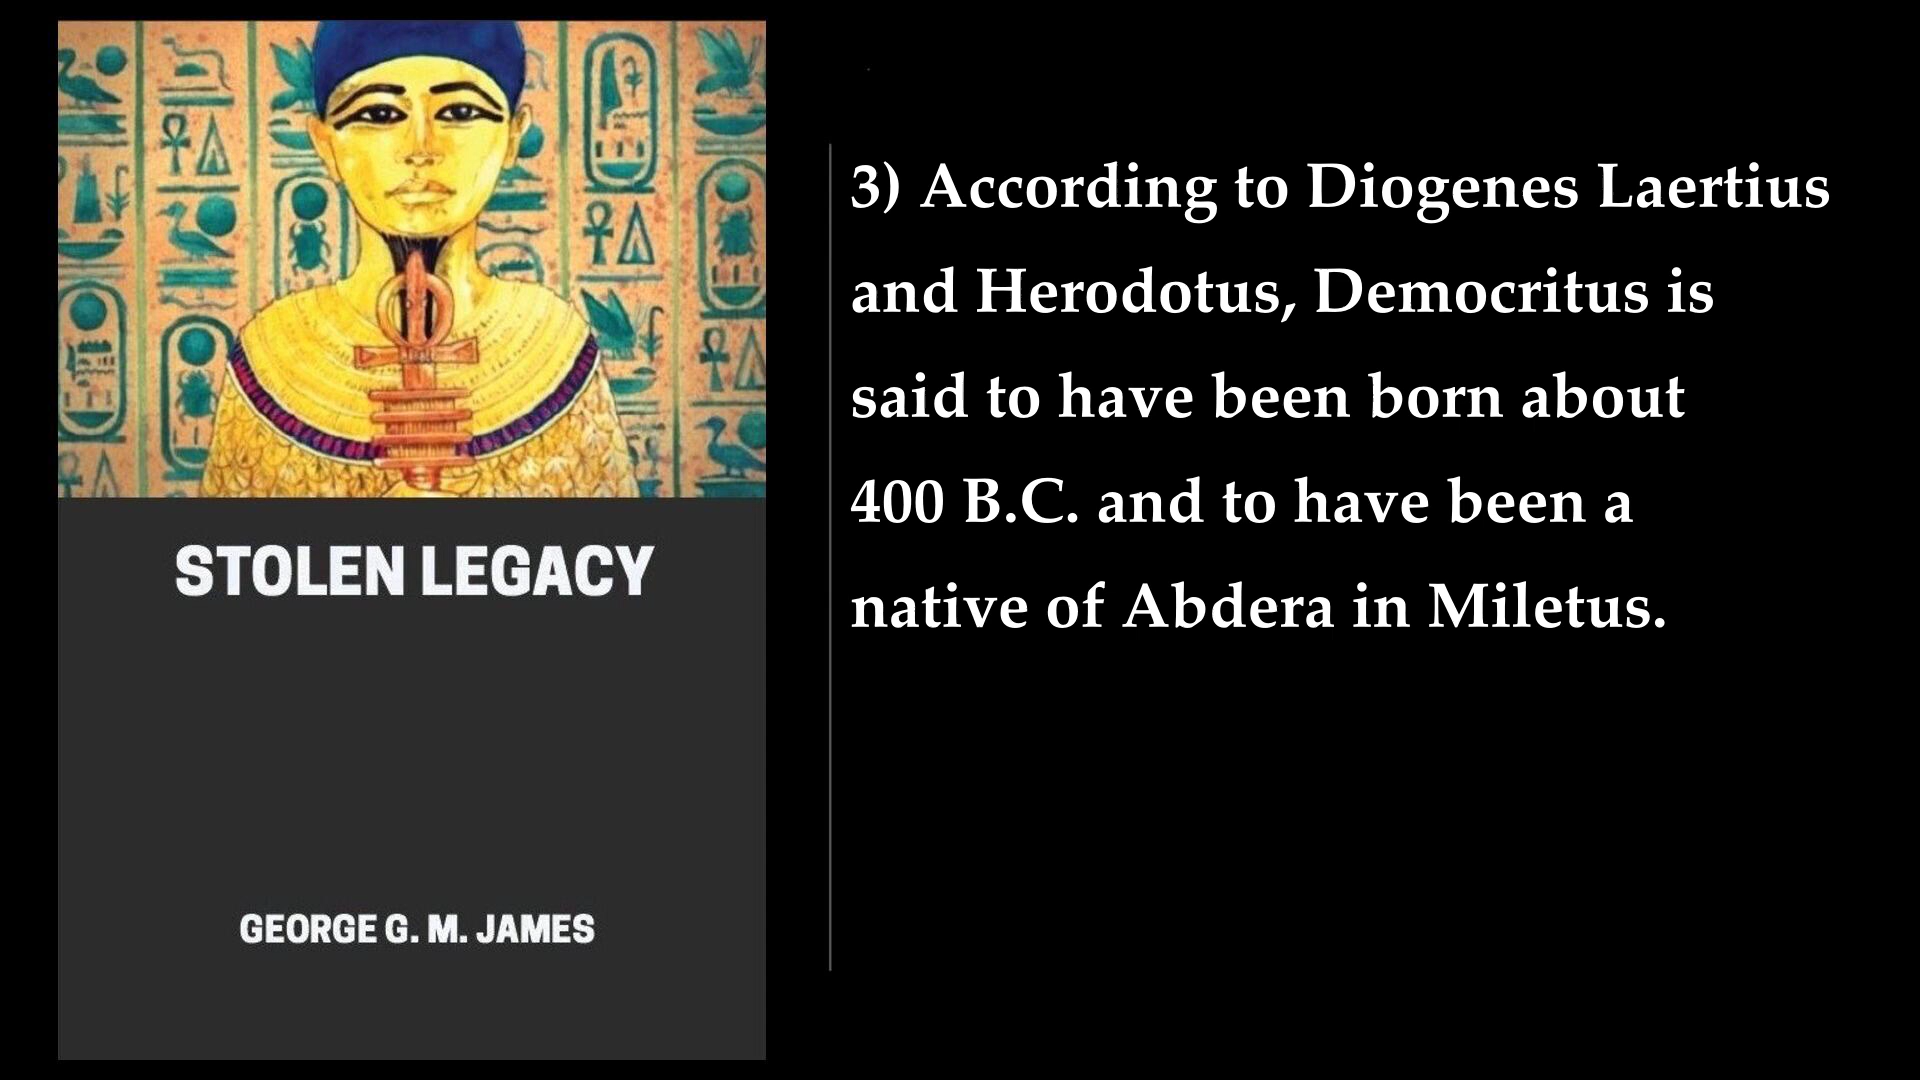 STOLEN LEGACY
GEORGE G. M. JAMES
3) According to Diogenes Laertius
and Herodotus, Democritus is
said to have been born about
400 B.C. and to have been a
native of Abdera in Miletus.